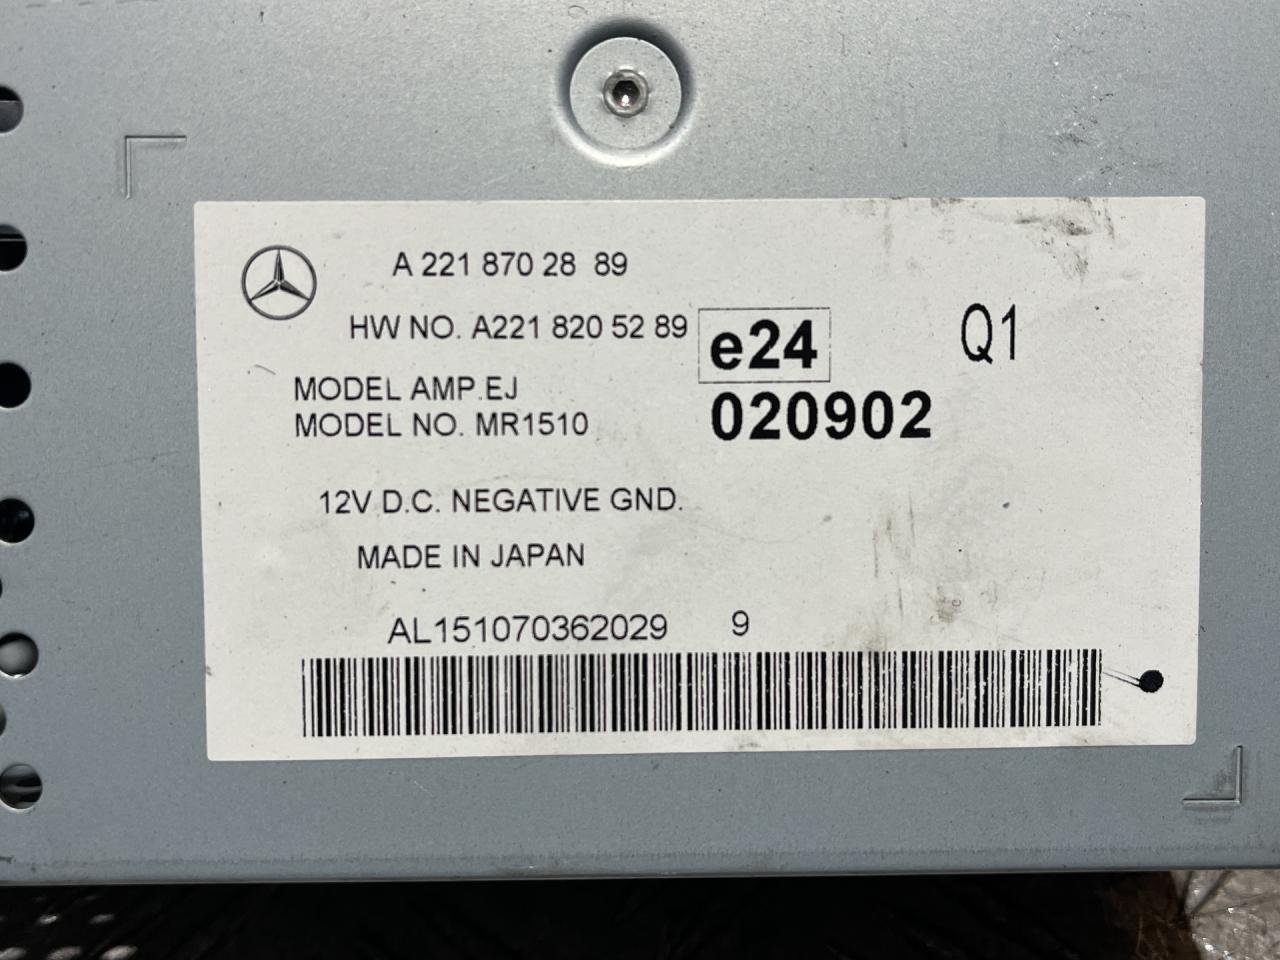 A 221 870 28 89
HW NO. A221 820 52 89
e24
Q1
MODEL AMP.EJ
MODEL NO. MR1510
020902
12V D.C. NEGATIVE GND.
MADE IN JAPAN
AL151070362029 9